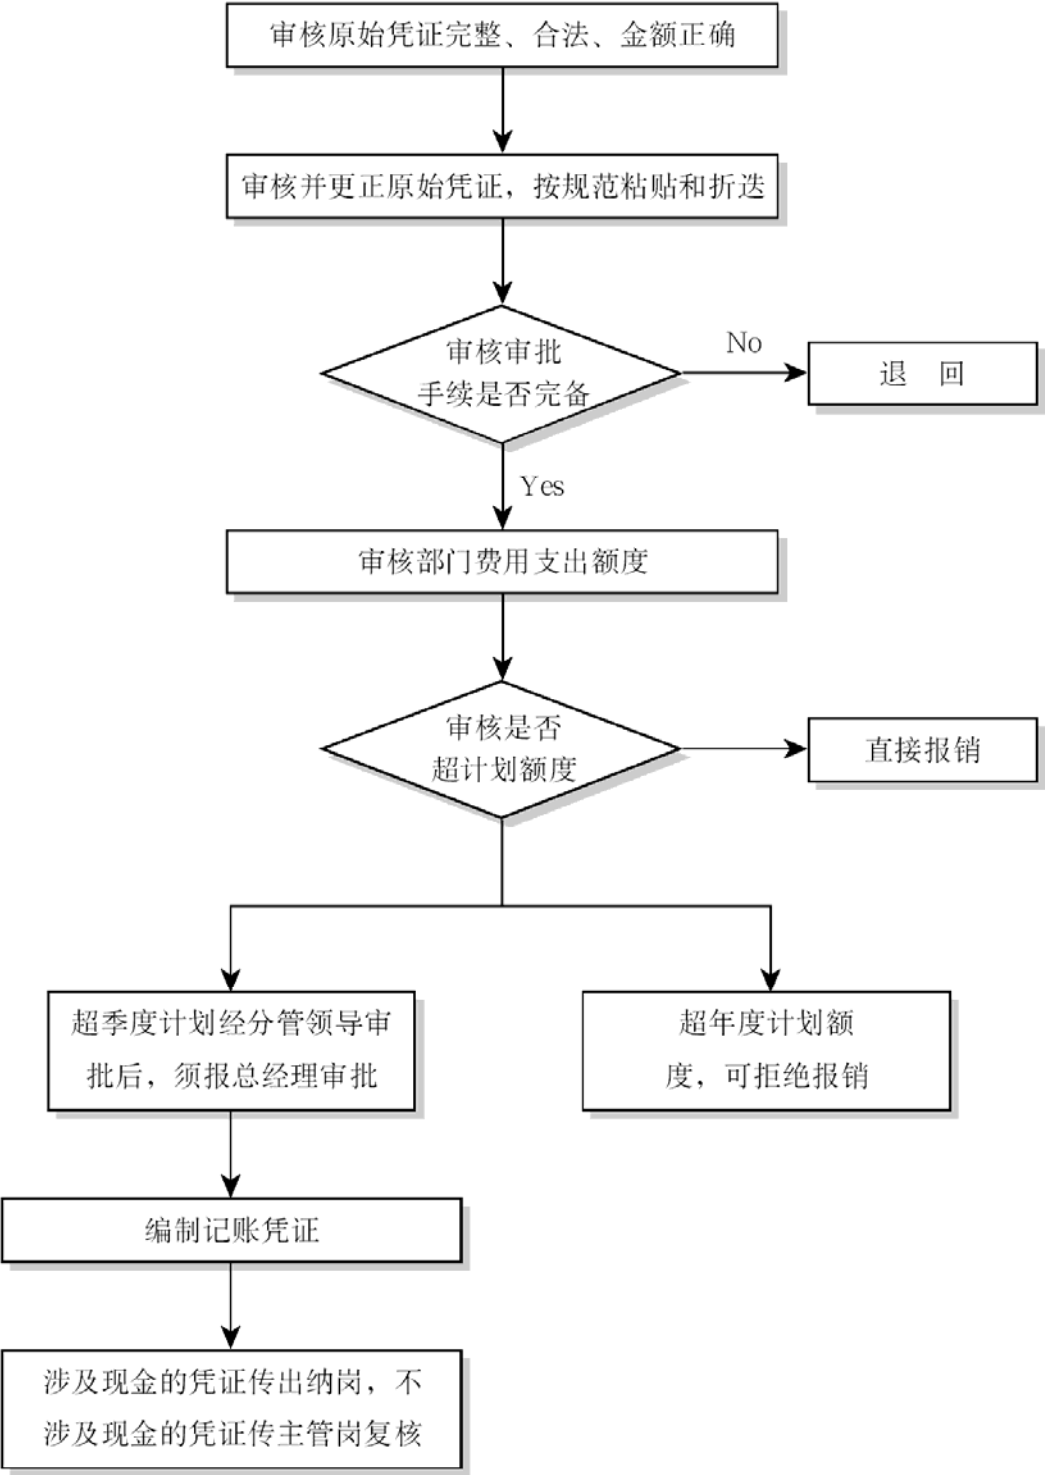 审核原始凭证完整、合法、金额正确
审核并更正原始凭证，按规范粘贴和折迭
审核审批
手续是否完备
No
退 回
Yes
审核部门费用支出额度
审核是否
超计划额度
直接报销
超季度计划经分管领导审
批后，须报总经理审批
超年度计划额
度，可拒绝报销
编制记账凭证
涉及现金的凭证传出纳岗，不
涉及现金的凭证传主管岗复核